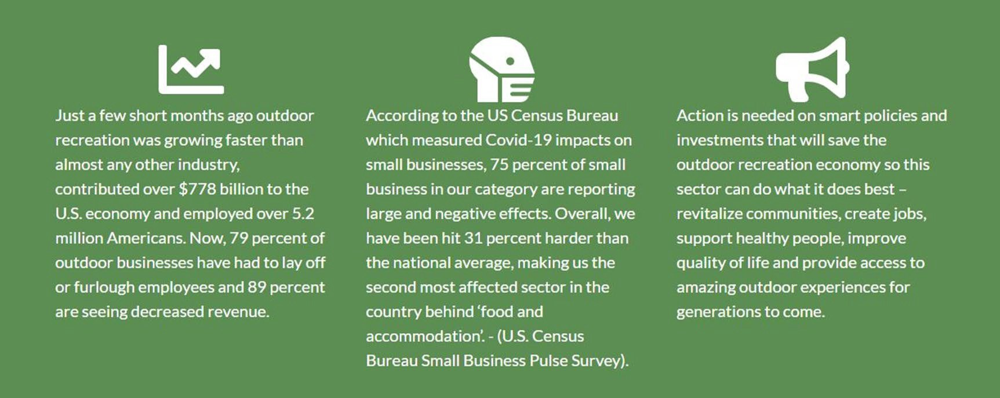 Just a few short months ago outdoor
recreation was growing faster than
almost any other industry,
contributed over $778 billion to the
U.S. economy and employed over 5.2
million Americans. Now, 79 percent of
outdoor businesses have had to lay off
or furlough employees and 89 percent
are seeing decreased revenue.
According to the US Census Bureau
which measured Covid-19 impacts on
small businesses, 75 percent of small
business in our category are reporting
large and negative effects. Overall, we
have been hit 31 percent harder than
the national average, making us the
second most affected sector in the
country behind ‘food and
accommodation’. - (U.S. Census
Bureau Small Business Pulse Survey).
Action is needed on smart policies and
investments that will save the
outdoor recreation economy so this
sector can do what it does best –
revitalize communities, create jobs,
support healthy people, improve
quality of life and provide access to
amazing outdoor experiences for
generations to come.